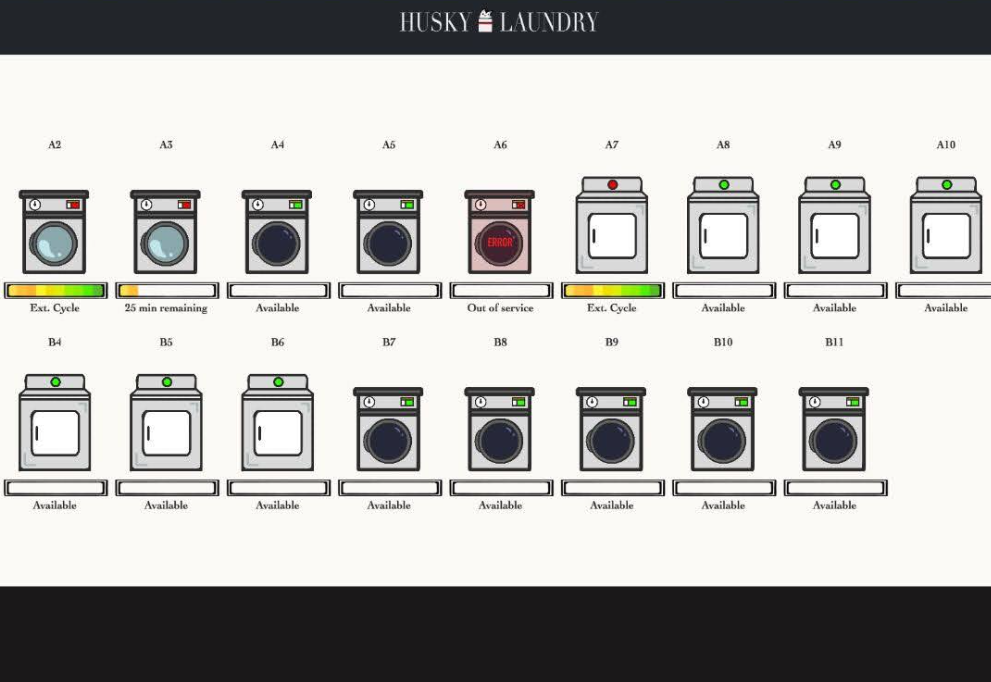 HUSKY LAUNDRY
A2 A3 A4 A5 A6 A7 A8 A9 A10
ERROR
Ext. Cycle 25 min remaining Available Available Out of service Ext. Cycle Available Available Available
B4 B5 B6 B7 B8 B9 B10 B11
Available Available Available Available Available Available Available Available